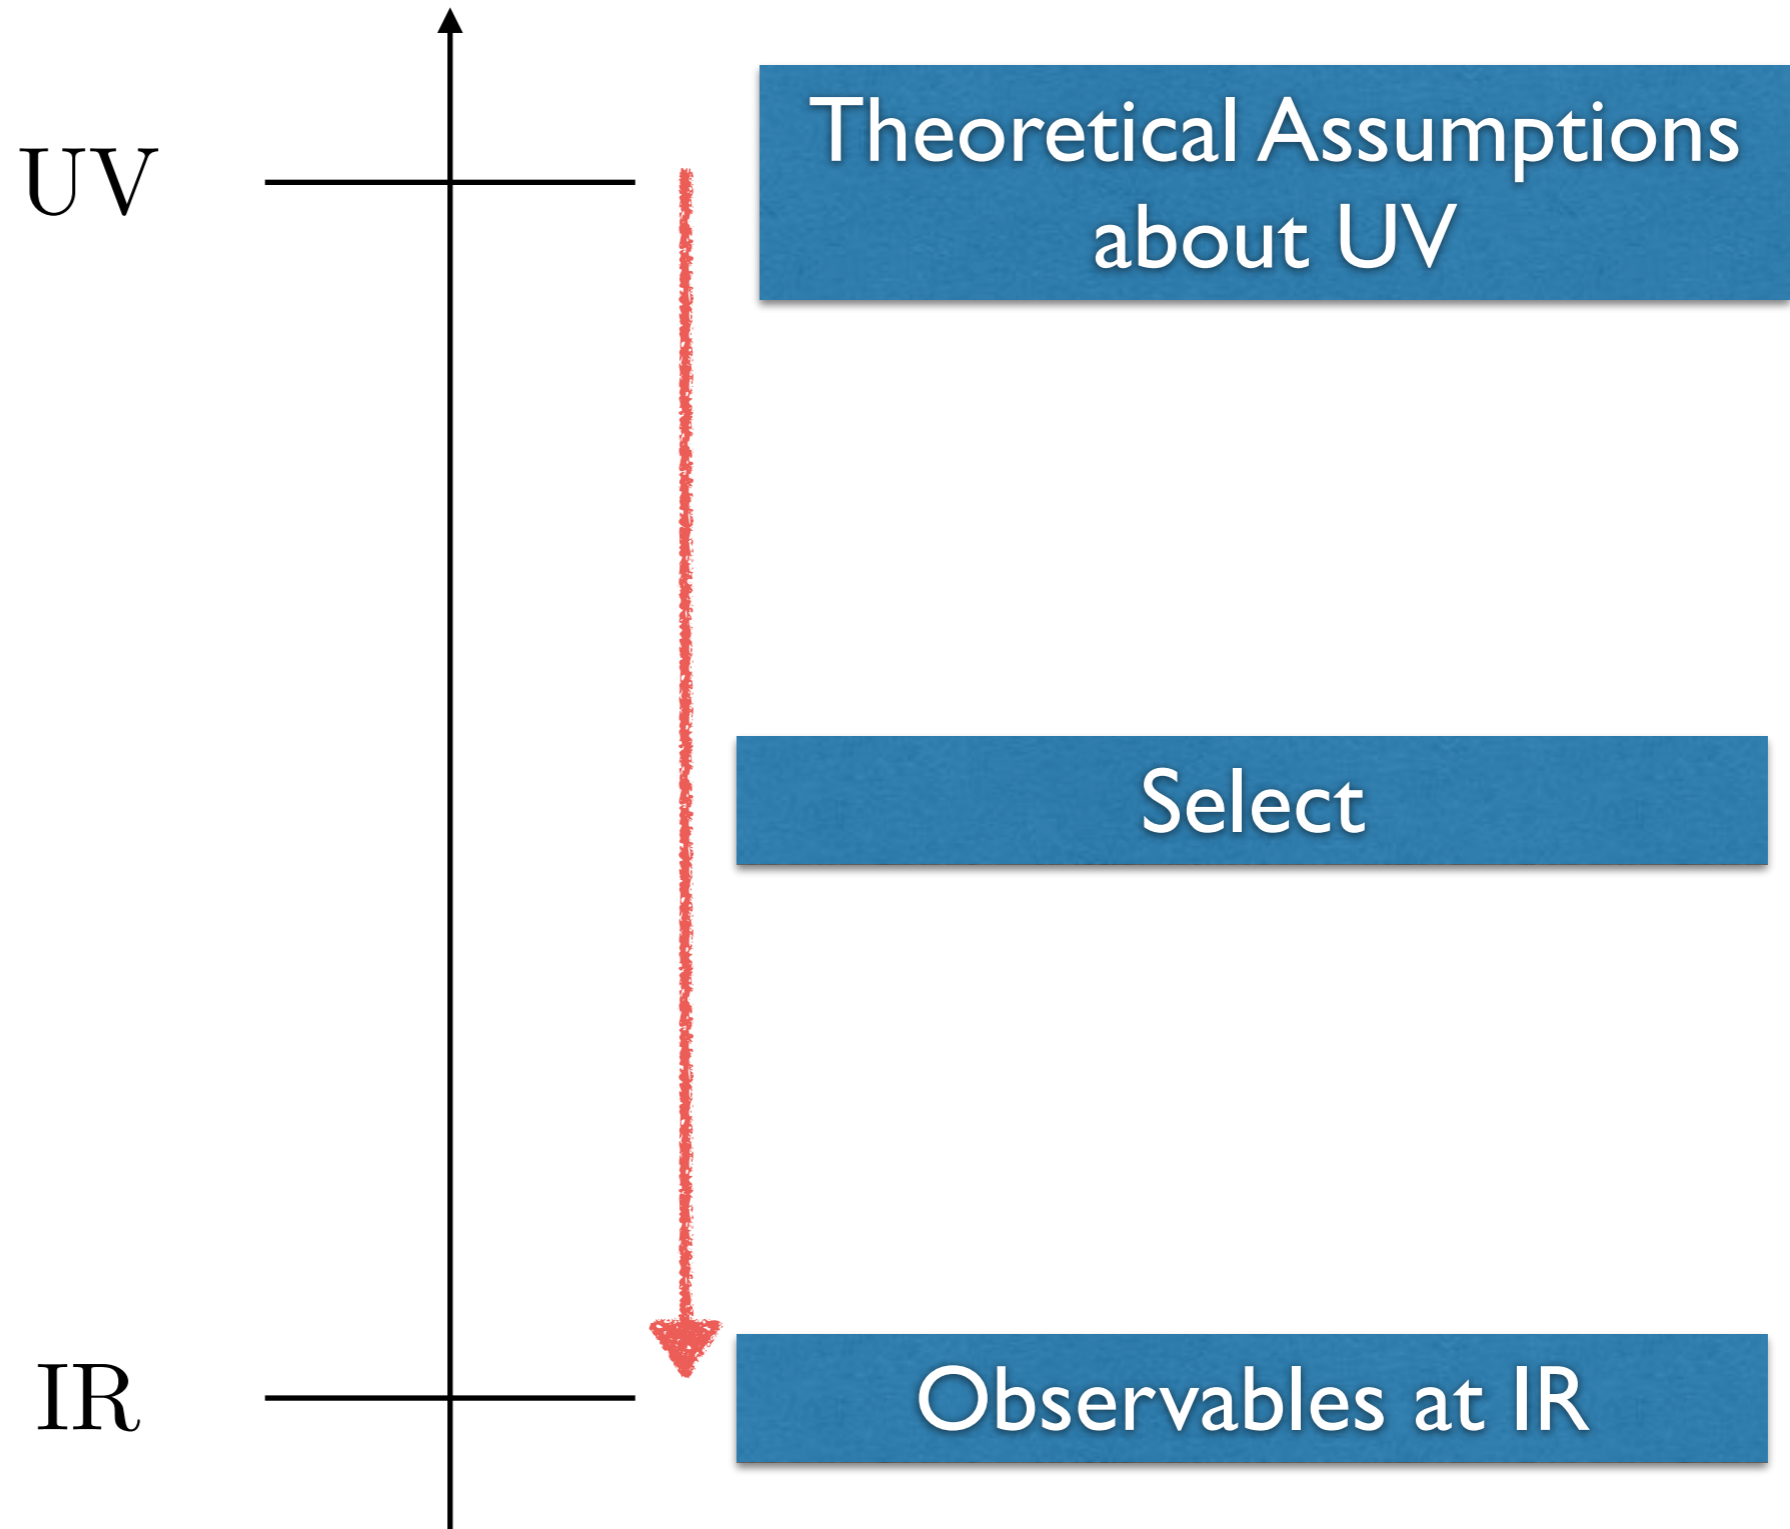 UV
Theoretical Assumptions
about UV
Select
IR
Observables at IR